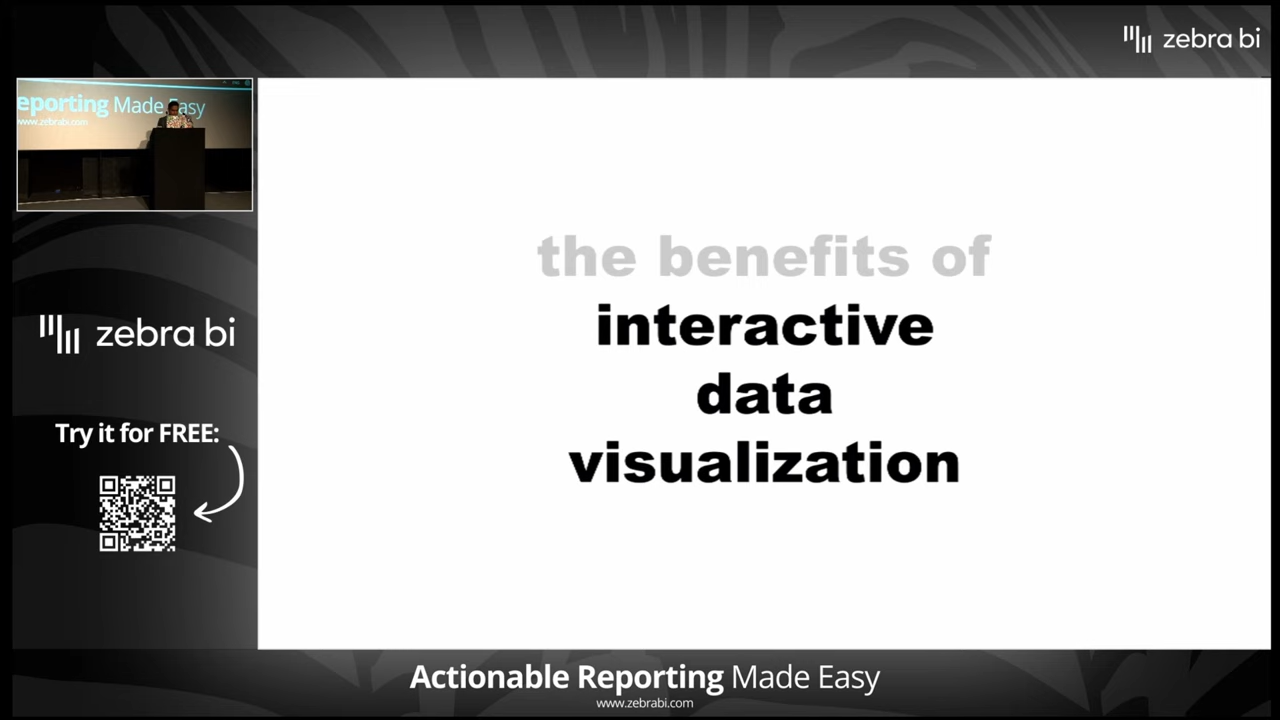 zebra bi
eporting Made Easy
www.zebrabi.com
the benefits of
interactive
data
visualization
zebra bi
Try it for FREE:
Actionable Reporting Made Easy
www.zebrabi.com